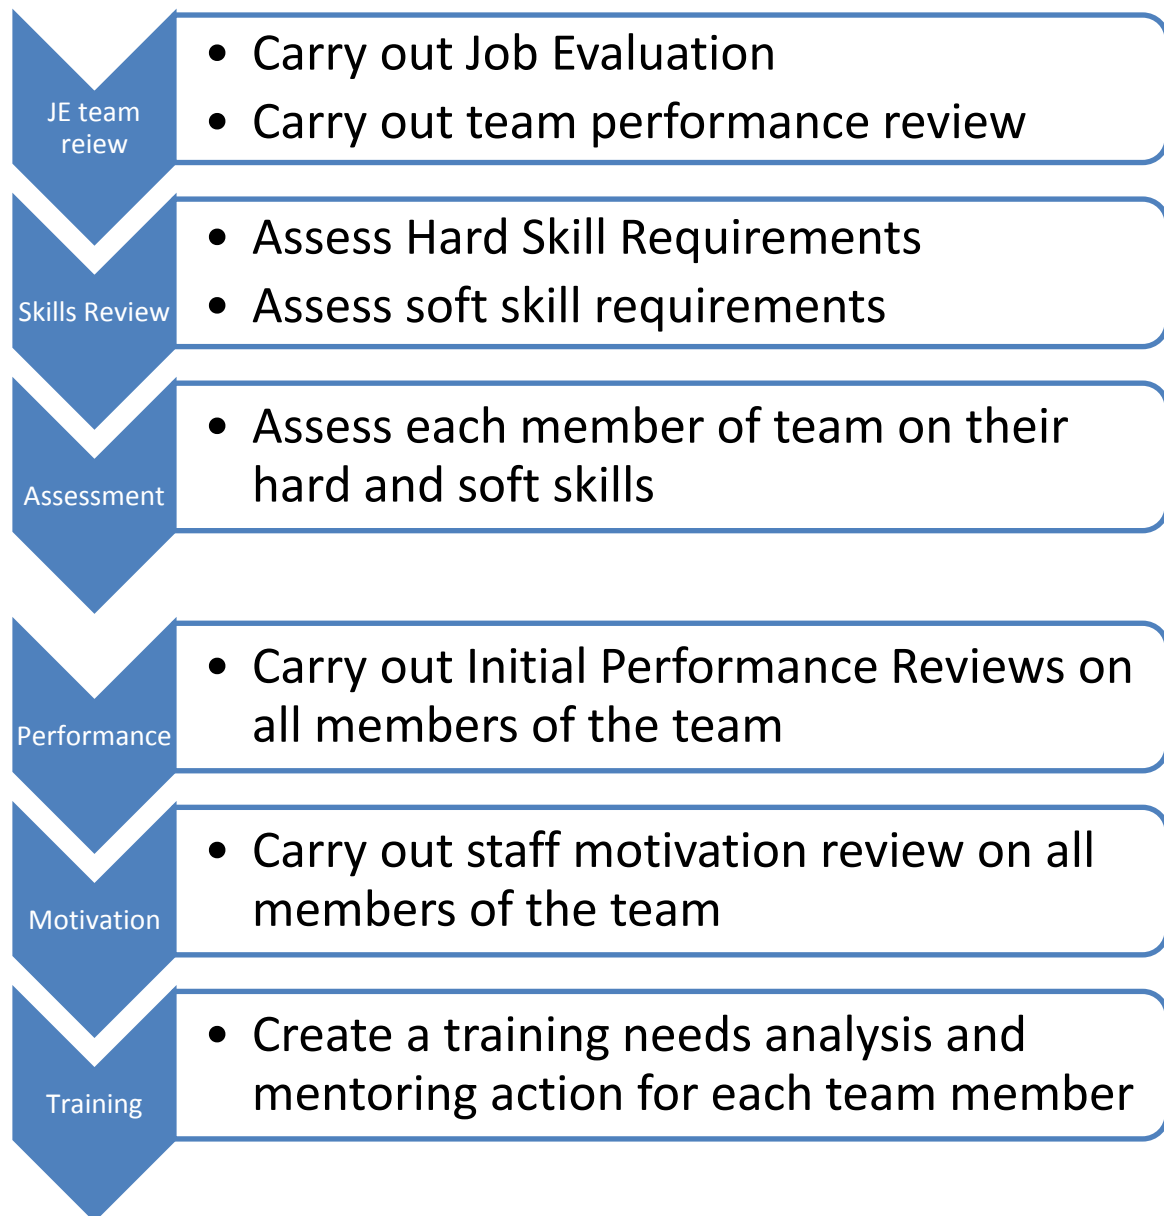 JE team
reiew
• Carry out Job Evaluation
• Carry out team performance review
Skills Review
• Assess Hard Skill Requirements
• Assess soft skill requirements
Assessment
• Assess each member of team on their
hard and soft skills
Performance
• Carry out Initial Performance Reviews on
all members of the team
Motivation
• Carry out staff motivation review on all
members of the team
Training
• Create a training needs analysis and
mentoring action for each team member